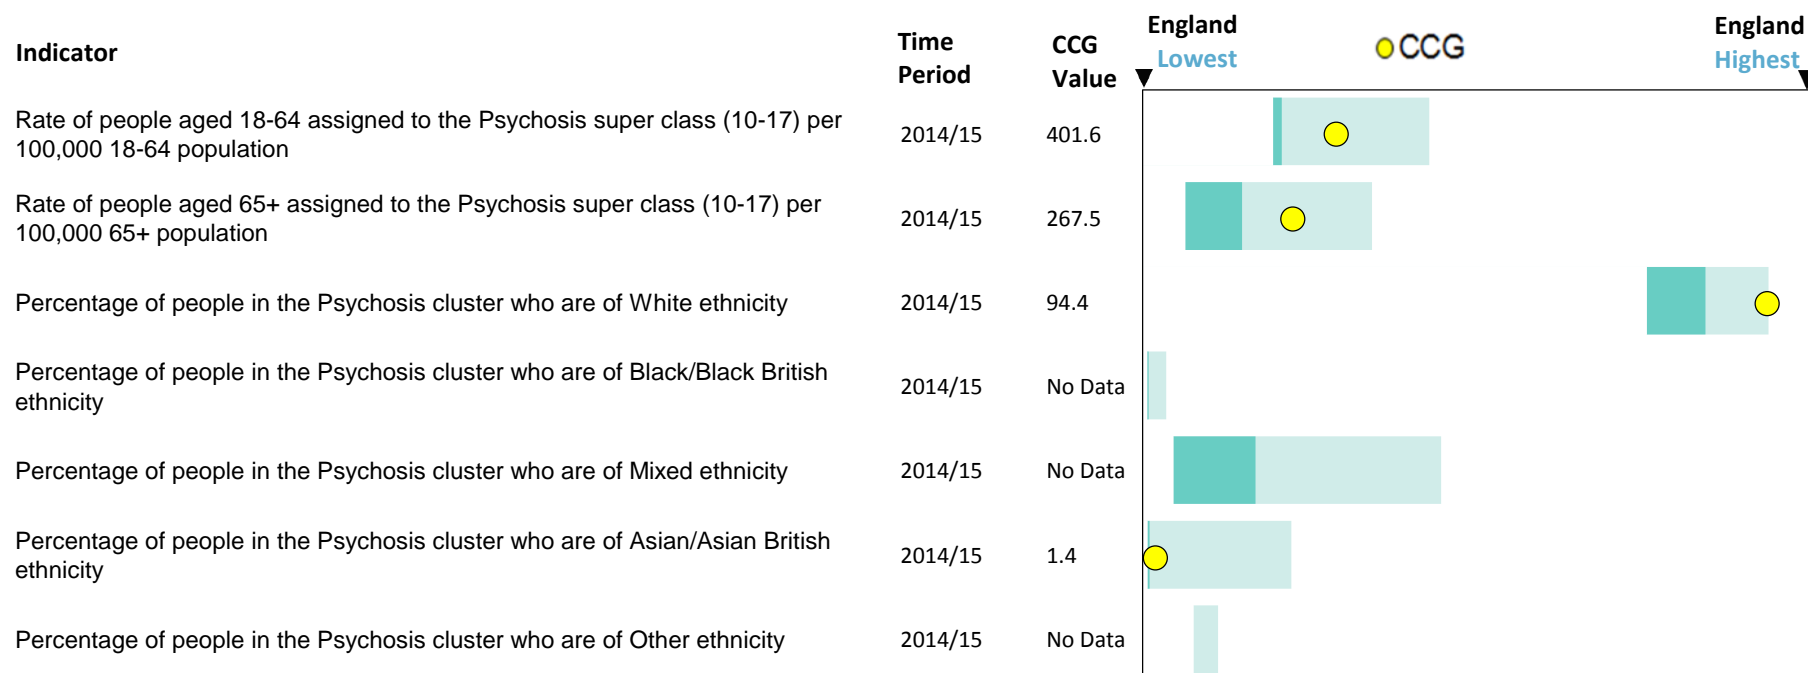 Indicator
Time Period
CCG Value
England Lowest
CCG
England Highest
Rate of people aged 18-64 assigned to the Psychosis super class (10-17) per
100,000 18-64 population
2014/15
401.6
Rate of people aged 65+ assigned to the Psychosis super class (10-17) per
100,000 65+ population
2014/15
267.5
Percentage of people in the Psychosis cluster who are of White ethnicity
2014/15
94.4
Percentage of people in the Psychosis cluster who are of Black/Black British
ethnicity
2014/15
No Data
Percentage of people in the Psychosis cluster who are of Mixed ethnicity
2014/15
No Data
Percentage of people in the Psychosis cluster who are of Asian/Asian British
ethnicity
2014/15
1.4
Percentage of people in the Psychosis cluster who are of Other ethnicity
2014/15
No Data